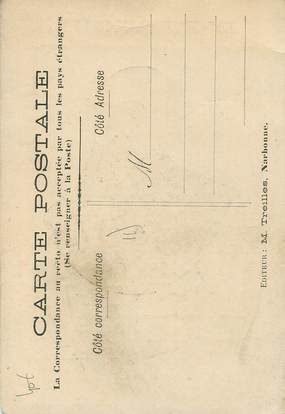 CARTE POSTALE
La Correspondance au recto n'est pas acceptée par tous les pays étrangers
(Se renseigner à la Poste)
Côté correspondance
Côté Adresse
M
EDITEUR: M. Treilles, Narbonne.